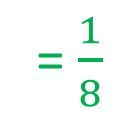 = 1/8